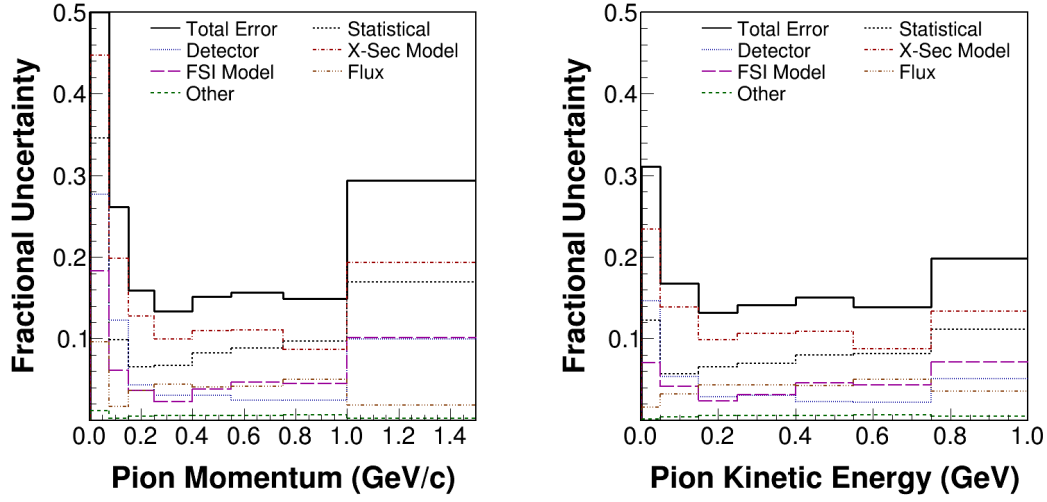 Fractional Uncertainty
0.5
0.4
0.3
0.2
0.1
Total Error
Statistical
Detector
X-Sec Model
FSI Model
Flux
Other
0.0 0.2 0.4 0.6 0.8 1.0 1.2 1.4
Pion Momentum (GeV/c)
Fractional Uncertainty
0.5
0.4
0.3
0.2
0.1
Total Error
Statistical
Detector
X-Sec Model
FSI Model
Flux
Other
0.0 0.2 0.4 0.6 0.8 1.0
Pion Kinetic Energy (GeV)